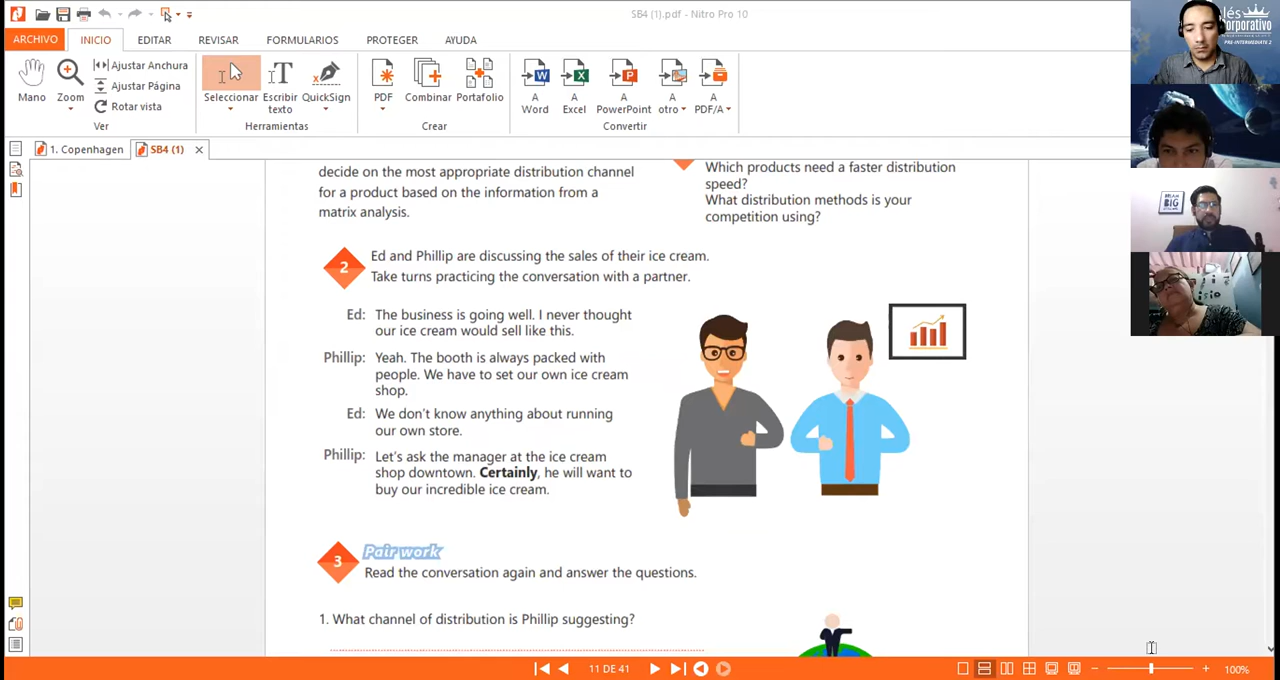 SB4 (1).pdf - Nitro Pro 10
ARCHIVO INICIO EDITAR REVISAR FORMULARIOS PROTEGER AYUDA
Mano
Zoom
Ajustar Anchura
Ajustar Página
Rotar vista
Ver
Seleccionar
Escribir texto
QuickSign
Herramientas
PDF
Combinar
Portafolio
Crear
A Word
A Excel
A PowerPoint
A otro
A PDF/A
Convertir
1. Copenhagen
SB4 (1)
decide on the most appropriate distribution channel
for a product based on the information from a
matrix analysis.
Which products need a faster distribution
speed?
What distribution methods is your
competition using?
2
Ed and Phillip are discussing the sales of their ice cream.
Take turns practicing the conversation with a partner.
Ed: The business is going well. I never thought
our ice cream would sell like this.
Phillip: Yeah. The booth is always packed with
people. We have to set our own ice cream
shop.
Ed: We don't know anything about running
our own store.
Phillip: Let's ask the manager at the ice cream
shop downtown. Certainly, he will want to
buy our incredible ice cream.
3
Pair work
Read the conversation again and answer the questions.
1. What channel of distribution is Phillip suggesting?
11 DE 41
100%
PRE-INTERMEDIATE 2
BIG